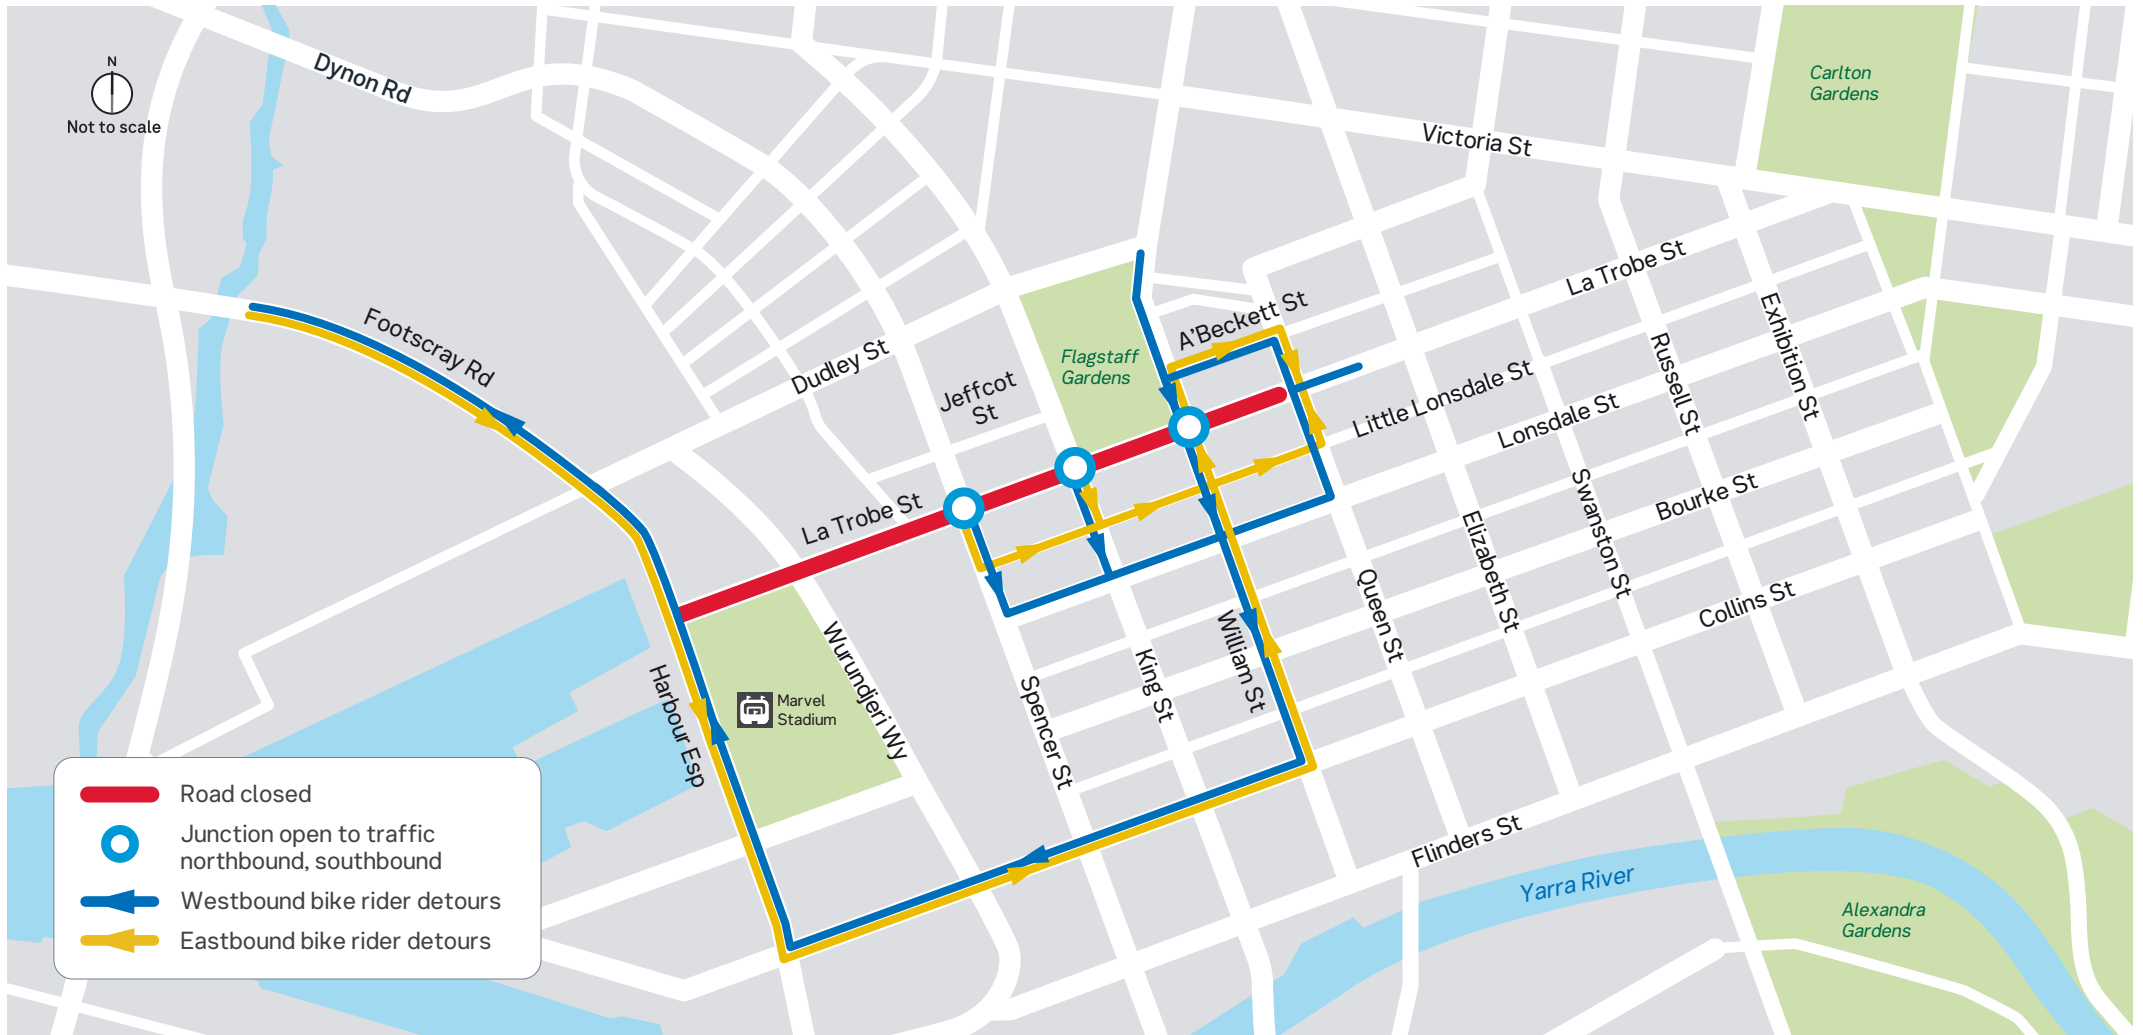 N
Not to scale
Dynon Rd
Victoria St
Carlton
Gardens
Footscray Rd
Dudley St
Jeffcot
St
Flagstaff
Gardens
A'Beckett St
La Trobe St
Little Lonsdale St
Lonsdale St
Russell St
Exhibition St
La Trobe St
Bourke St
Swanston St
Elizabeth St
Queen St
Collins St
Harbour Esp
Marvel
Stadium
Wurundjeri Wy
Spencer St
King St
William St
Flinders St
Yarra River
Alexandra
Gardens
Road closed
Junction open to traffic
northbound, southbound
Westbound bike rider detours
Eastbound bike rider detours